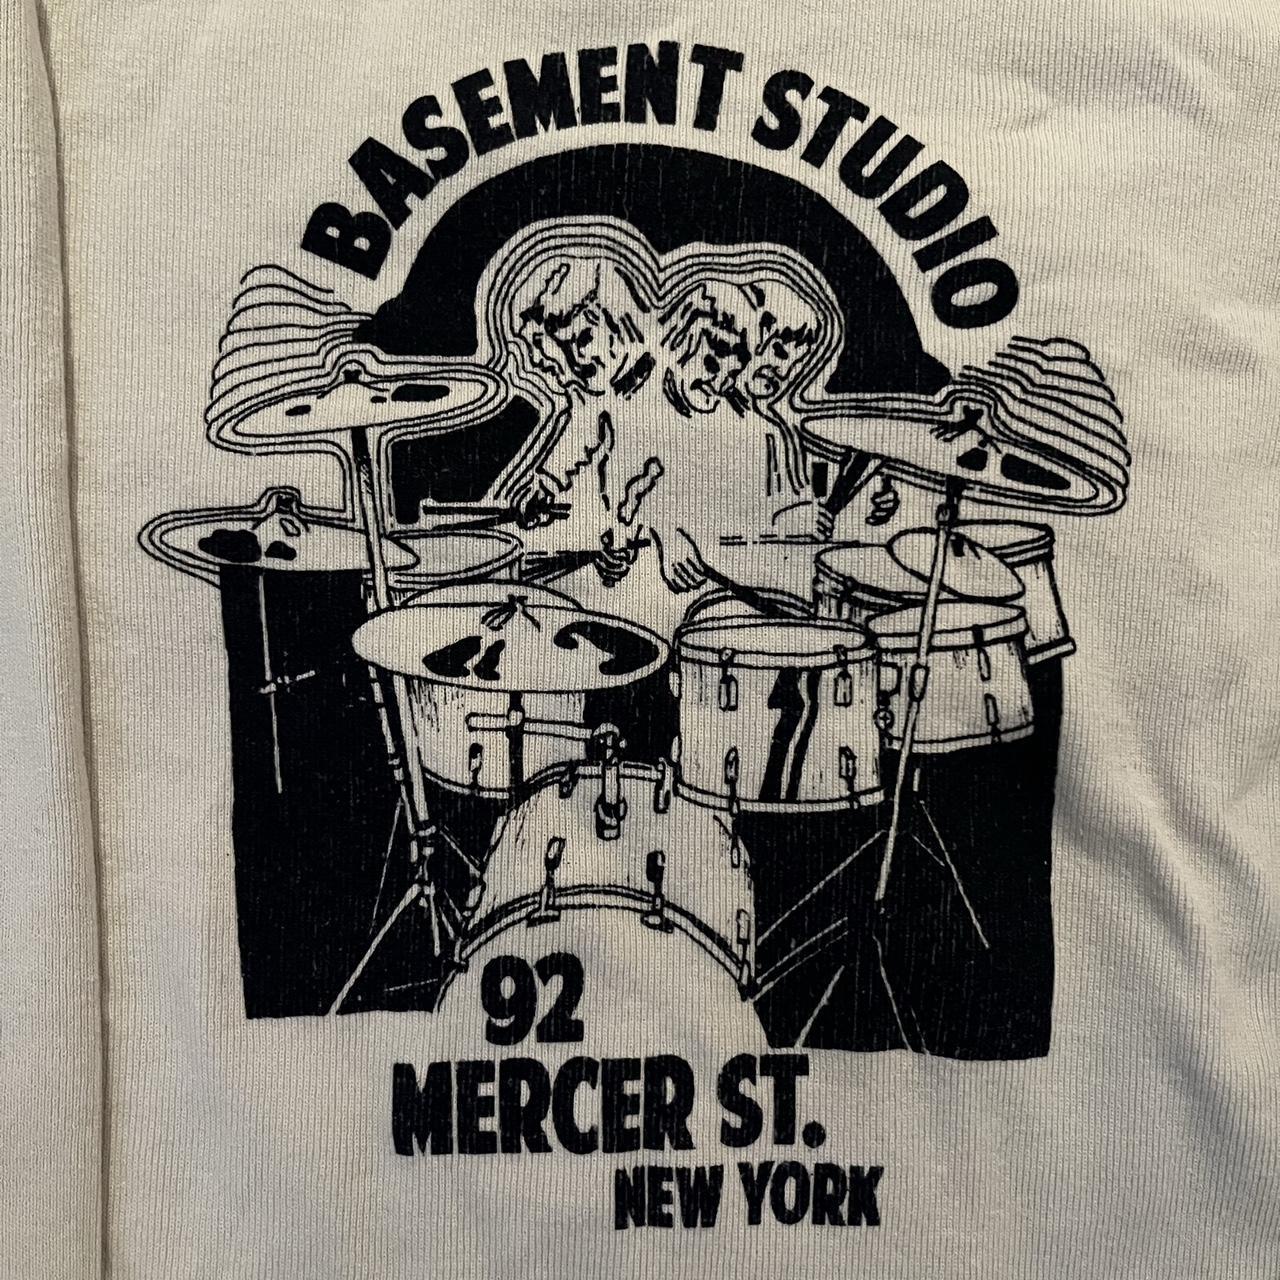 BASEMENT STUDIO
92
MERCER ST.
NEW YORK